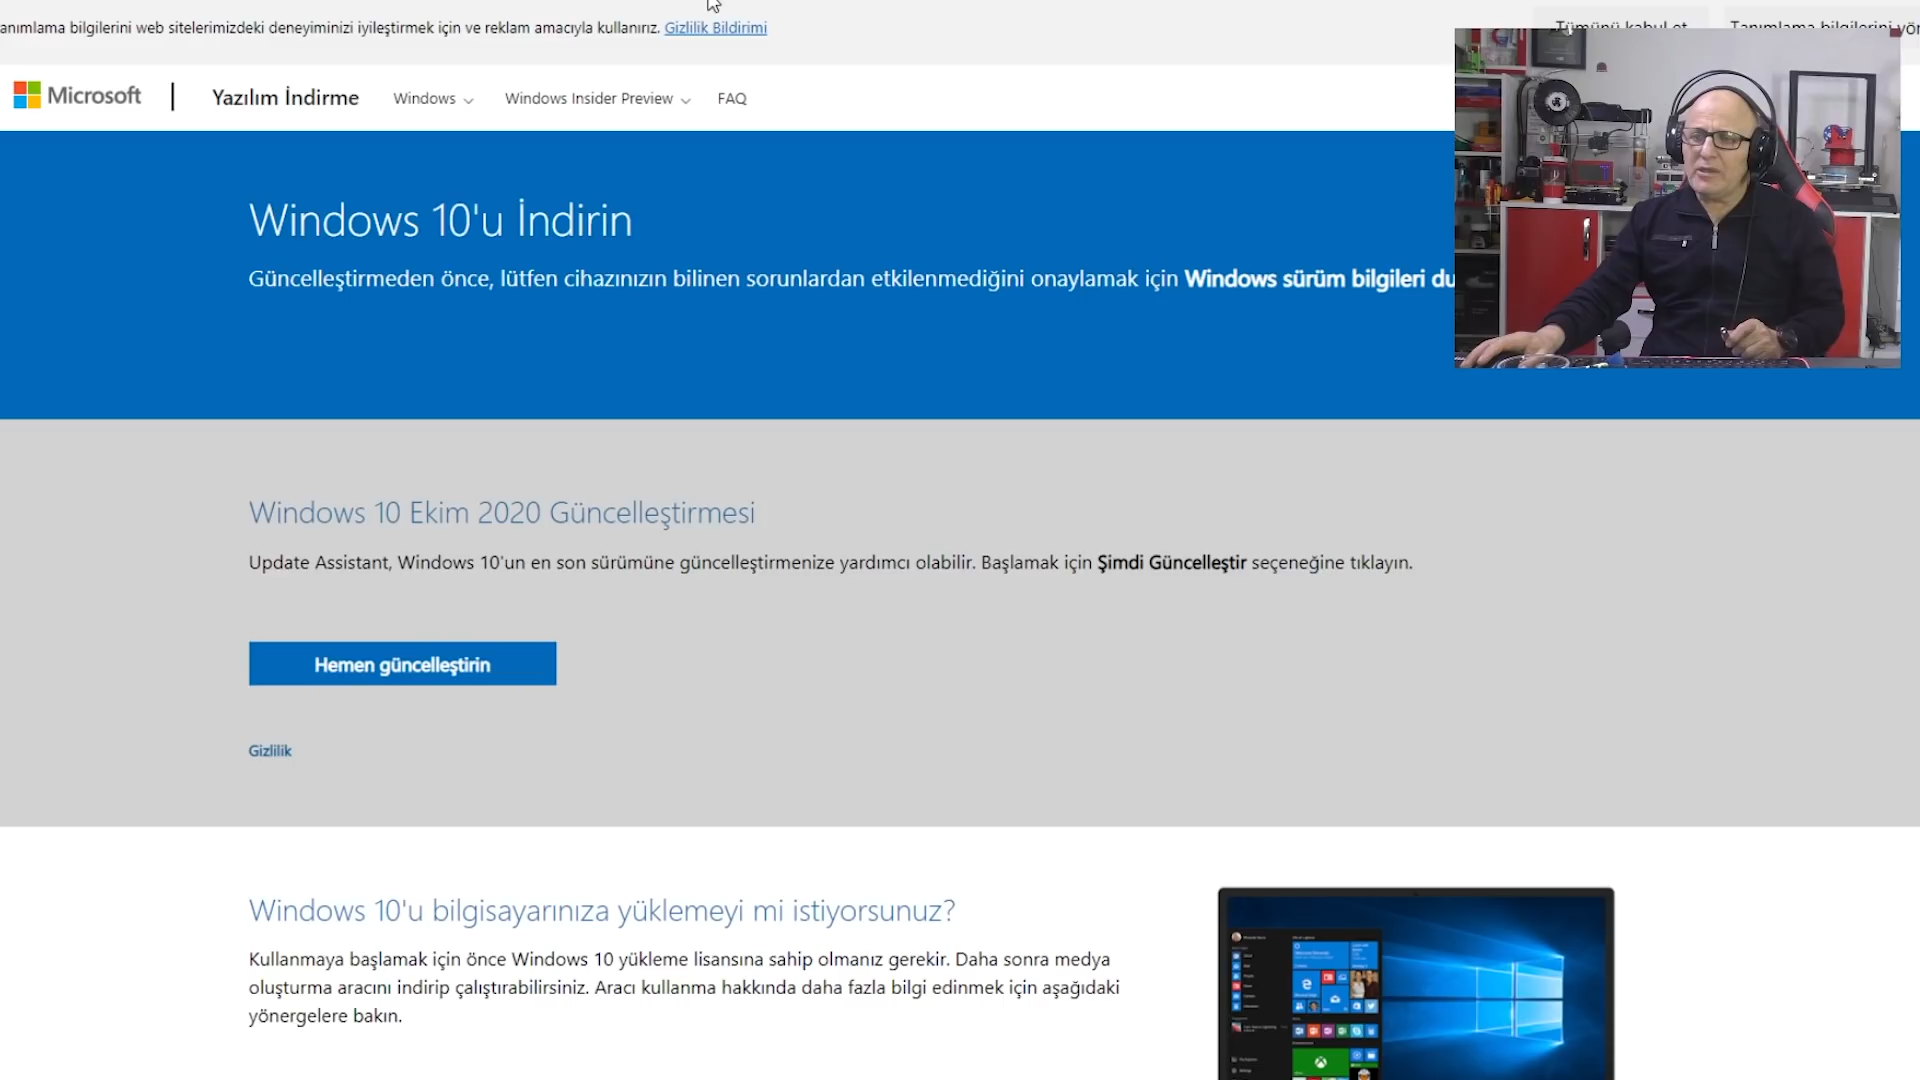 anımlama bilgilerini web sitelerimizdeki deneyiminizi iyileştirmek için ve reklam amacıyla kullanırız. Gizlilik Bildirimi
Tümünü kabul et
Tanımlama bilgilerini yön
Microsoft
Yazılım İndirme
Windows
Windows Insider Preview
FAQ
Windows 10'u İndirin
Güncelleştirmeden önce, lütfen cihazınızın bilinen sorunlardan etkilenmediğini onaylamak için Windows sürüm bilgileri du
Windows 10 Ekim 2020 Güncelleştirmesi
Update Assistant, Windows 10'un en son sürümüne güncelleştirmenize yardımcı olabilir. Başlamak için Şimdi Güncelleştir seçeneğine tıklayın.
Hemen güncelleştirin
Gizlilik
Windows 10'u bilgisayarınıza yüklemeyi mi istiyorsunuz?
Kullanmaya başlamak için önce Windows 10 yükleme lisansına sahip olmanız gerekir. Daha sonra medya
oluşturma aracını indirip çalıştırabilirsiniz. Aracı kullanma hakkında daha fazla bilgi edinmek için aşağıdaki
yönergelere bakın.